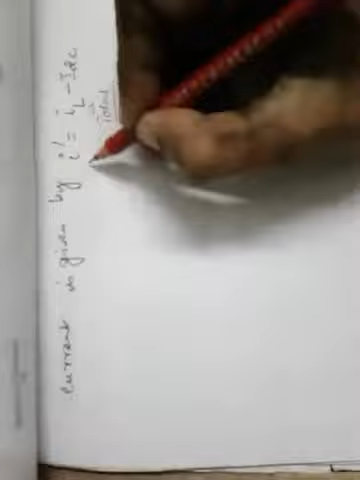 current is given by i' = i_L - I_dc